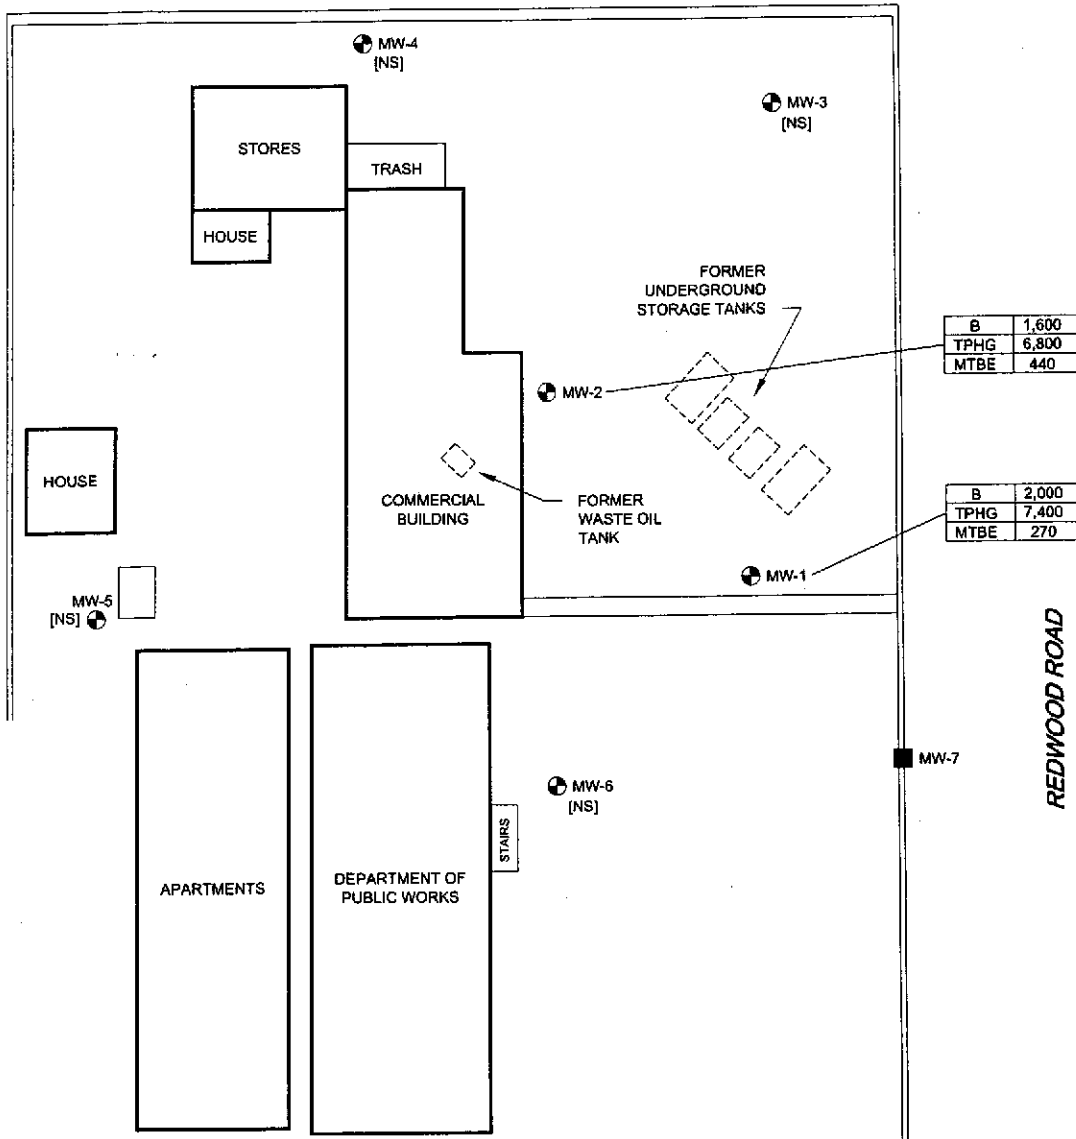 MW-4
[NS]
MW-3
[NS]
STORES
TRASH
HOUSE
FORMER
UNDERGROUND
STORAGE TANKS
B 1,600
TPHG 6,800
MTBE 440
MW-2
HOUSE
COMMERCIAL
BUILDING
FORMER
WASTE OIL
TANK
B 2,000
TPHG 7,400
MTBE 270
MW-1
MW-5
[NS]
REDWOOD ROAD
MW-7
MW-6
[NS]
STAIRS
APARTMENTS
DEPARTMENT OF
PUBLIC WORKS